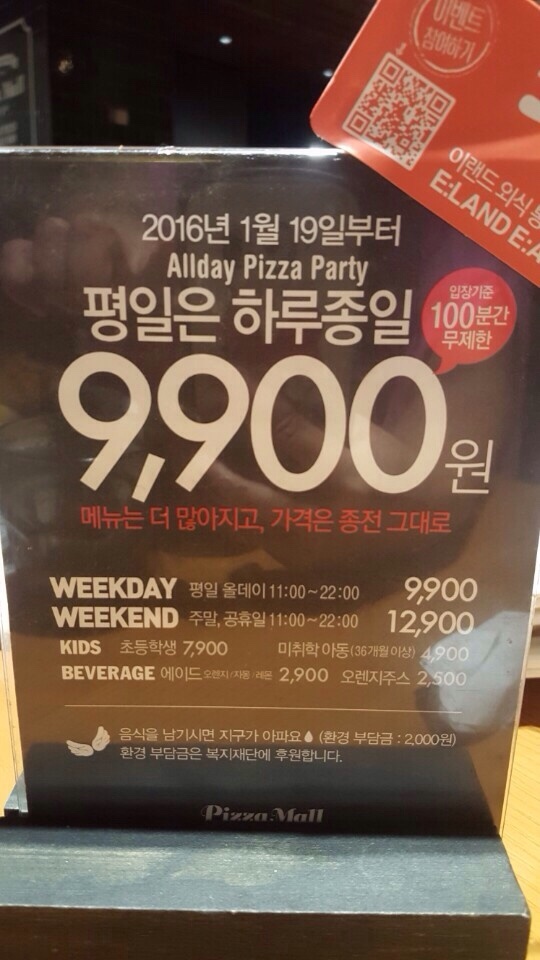 이벤트
참여하기
이랜드 외식 통
E:LAND E:A
2016년 1월 19일부터
Allday Pizza Party
평일은 하루종일
입장기준
100분간
무제한
9,900원
메뉴는 더 많아지고, 가격은 종전 그대로
WEEKDAY 평일 올데이 11:00~22:00 9,900
WEEKEND 주말, 공휴일 11:00~22:00 12,900
KIDS 초등학생 7,900 미취학 아동(36개월 이상) 4,900
BEVERAGE 에이드 오렌지/자몽/레몬 2,900 오렌지주스 2,500
음식을 남기시면 지구가 아파요 (환경 부담금 : 2,000원)
환경 부담금은 복지재단에 후원합니다.
Pizza Mall